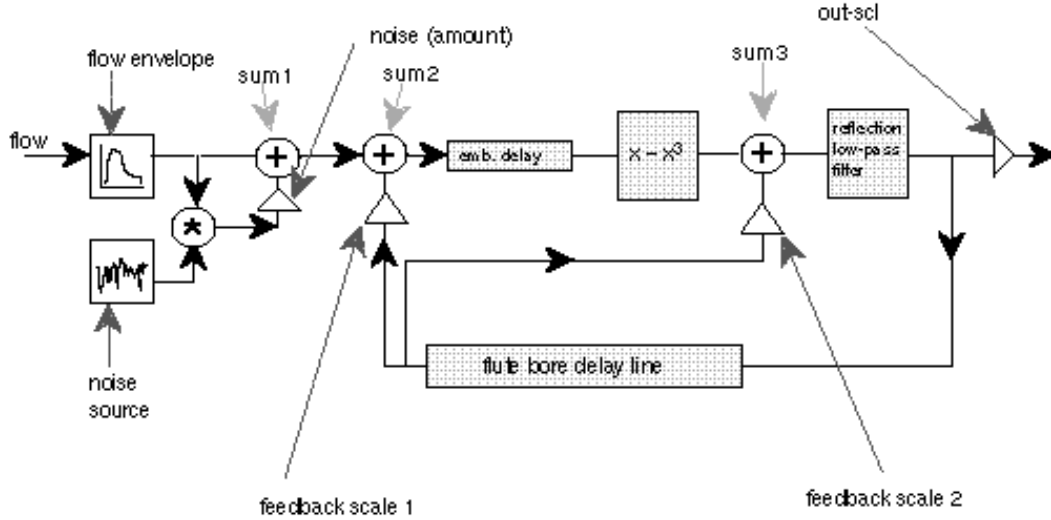 out-scl
noise (amount)
flow envelope
sum1
sum2
sum3
flow
+
+
emb. delay
x - x³
+
reflection
low-pass
filter
*
flute bore delay line
noise
source
feedback scale 1
feedback scale 2